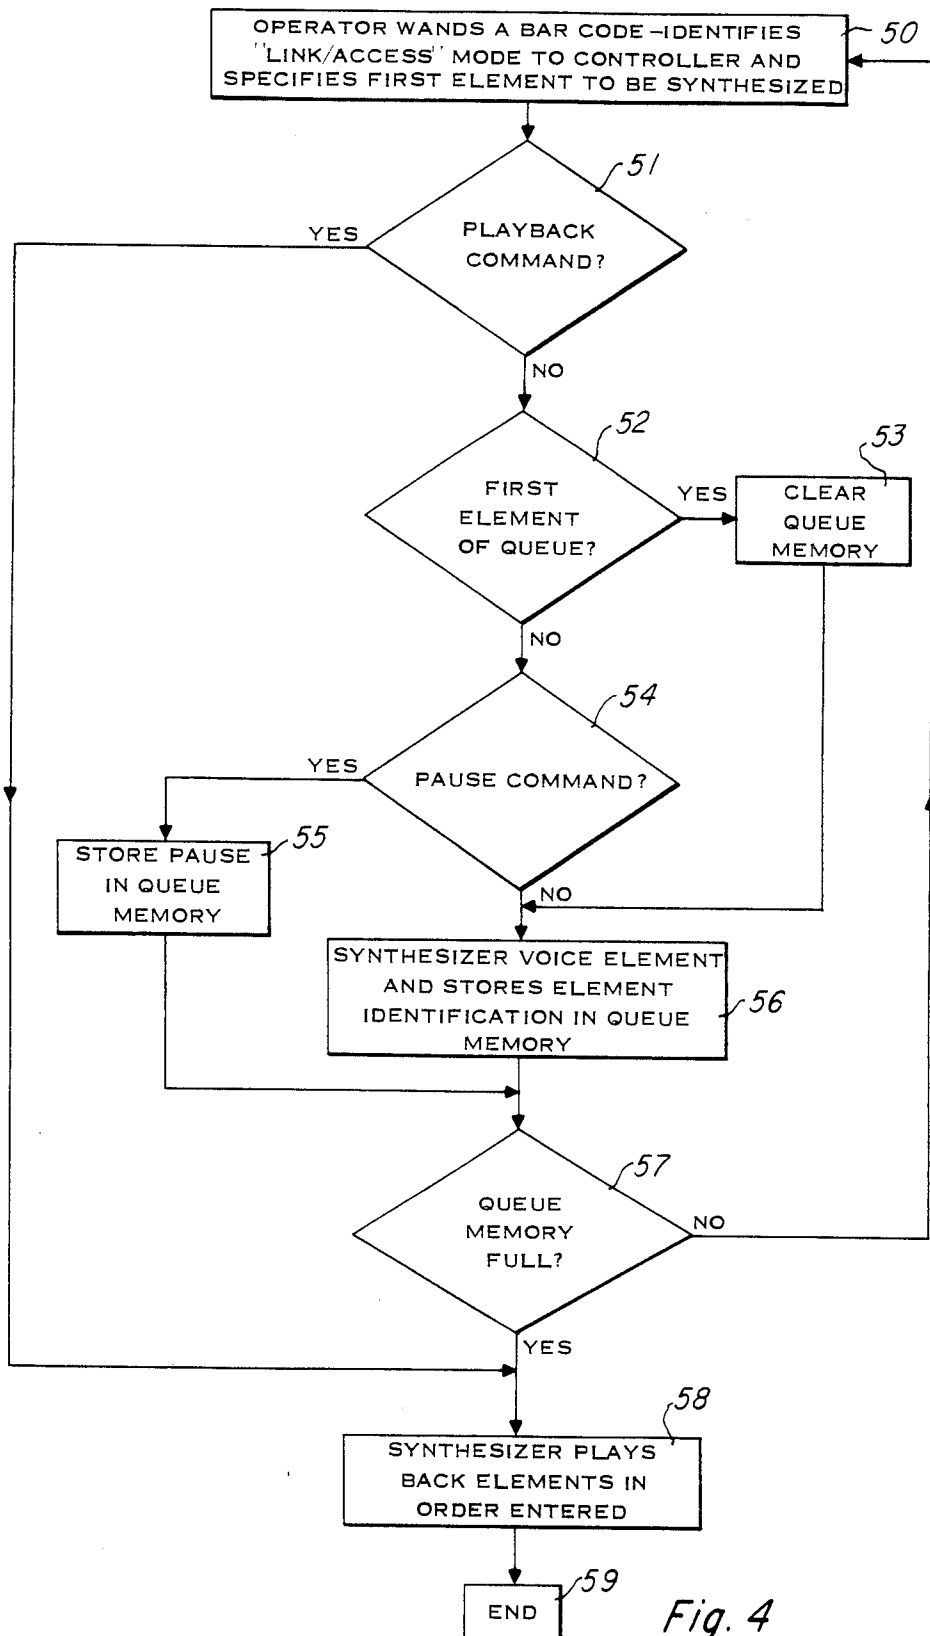 OPERATOR WANDS A BAR CODE-IDENTIFIES
"LINK/ACCESS" MODE TO CONTROLLER AND
SPECIFIES FIRST ELEMENT TO BE SYNTHESIZED
50
51
PLAYBACK
COMMAND?
YES
NO
52
FIRST
ELEMENT
OF QUEUE?
YES
53
CLEAR
QUEUE
MEMORY
NO
54
PAUSE COMMAND?
YES
55
STORE PAUSE
IN QUEUE
MEMORY
NO
SYNTHESIZER VOICE ELEMENT
AND STORES ELEMENT
IDENTIFICATION IN QUEUE
MEMORY
56
57
QUEUE
MEMORY
FULL?
NO
YES
58
SYNTHESIZER PLAYS
BACK ELEMENTS IN
ORDER ENTERED
59
END
Fig. 4